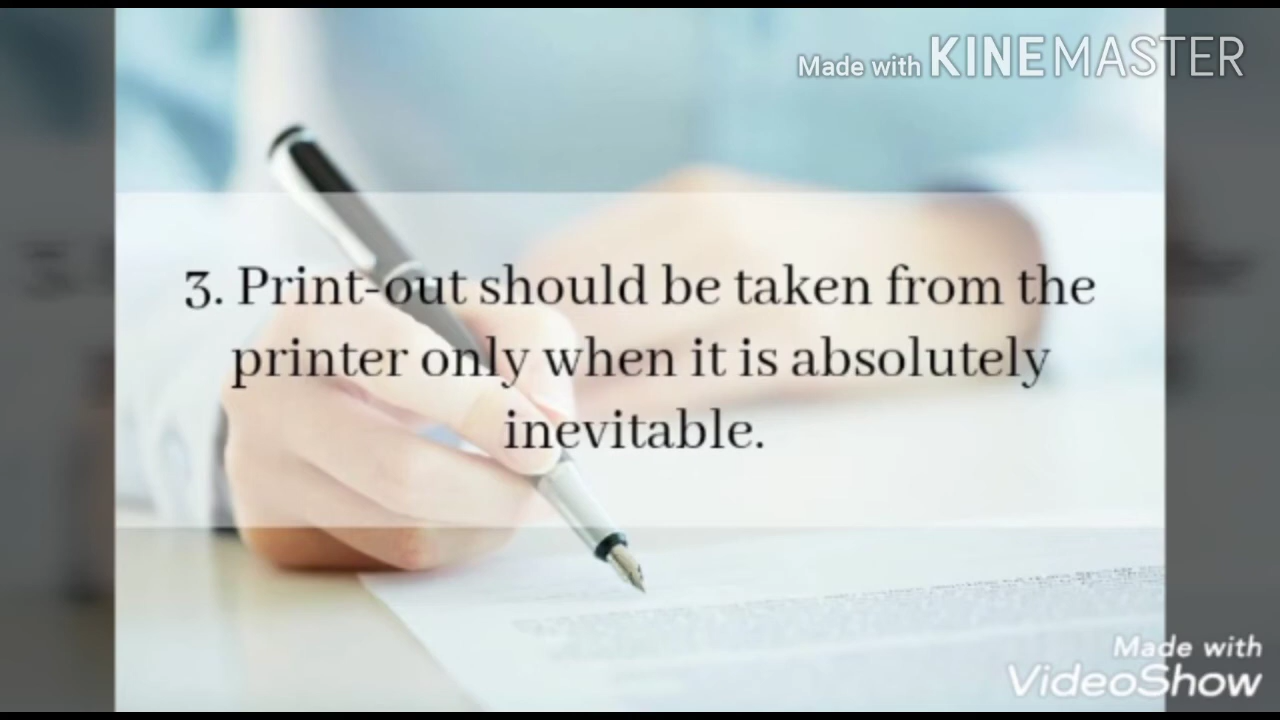 Made with KINEMASTER
3. Print-out should be taken from the
printer only when it is absolutely
inevitable.
Made with
VideoShow